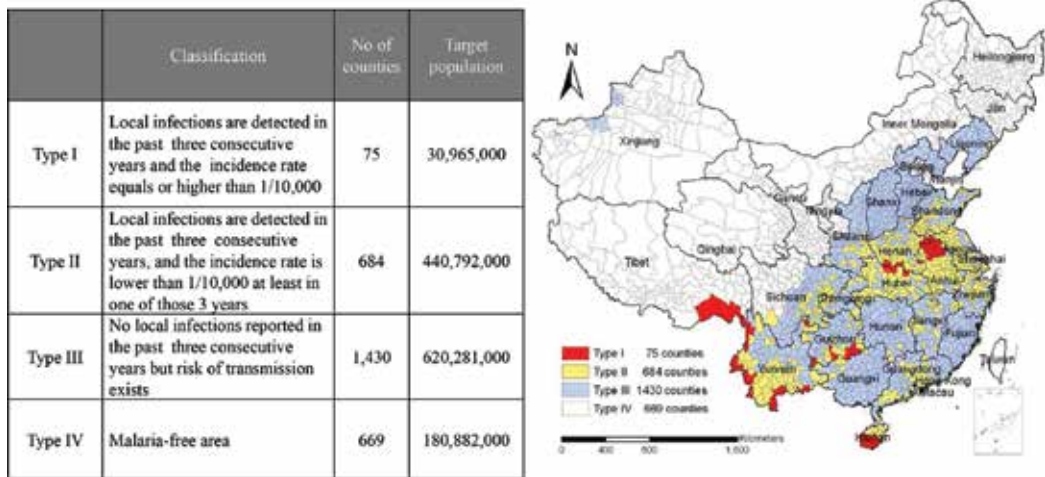 Classification
No of
counties
Target
population
Type I
Local infections are detected in
the past three consecutive
years and the incidence rate
equals or higher than 1/10,000
75
30,965,000
Type II
Local infections are detected in
the past three consecutive
years, and the incidence rate is
lower than 1/10,000 at least in
one of those 3 years
684
440,792,000
Type III
No local infections reported in
the past three consecutive
years but risk of transmission
exists
1,430
620,281,000
Type IV
Malaria-free area
669
180,882,000
N
Heilongjiang
Jilin
Inner Mongolia
Liaoning
Xinjiang
Beijing
Tianjin
Hebei
Gansu
Ningxia
Shanxi
Shandong
Qinghai
Henan
Shanghai
Tibet
Hubei
Sichuan
Hunan
Fujian
Guizhou
Taiwan
Yunnan
Guangxi
Guangdong
Hong Kong
Macau
Hainan
Type I 75 counties
Type II 684 counties
Type III 1430 counties
Type IV 669 counties
Kilometers
0 400 800 1,600